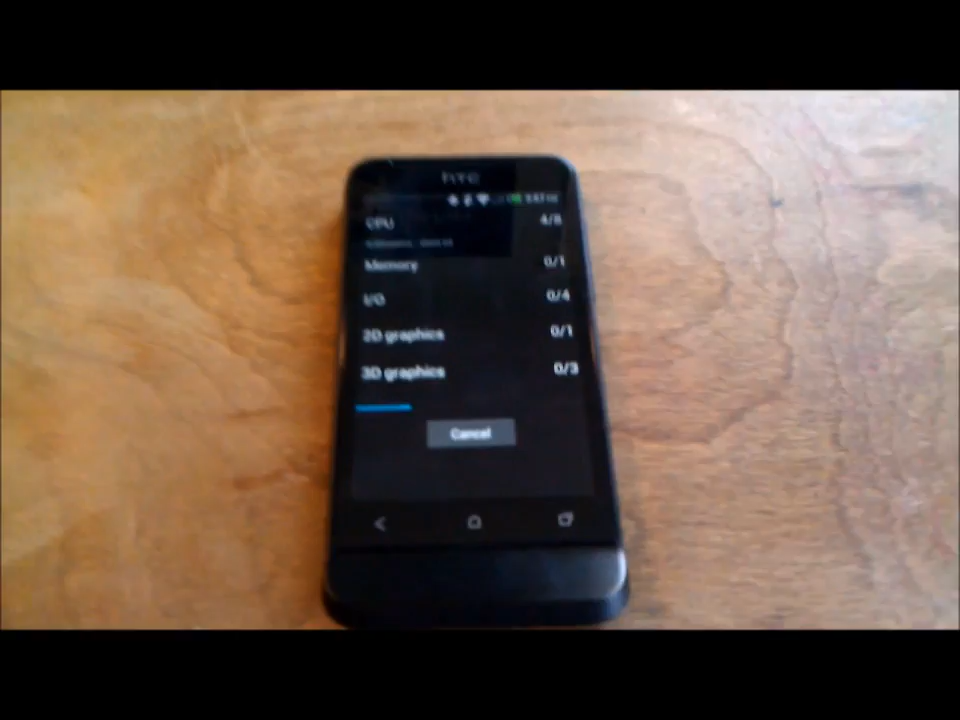 hTC
CPU 4/8
Memory 0/1
I/O 0/4
2D graphics 0/1
3D graphics 0/3
Cancel